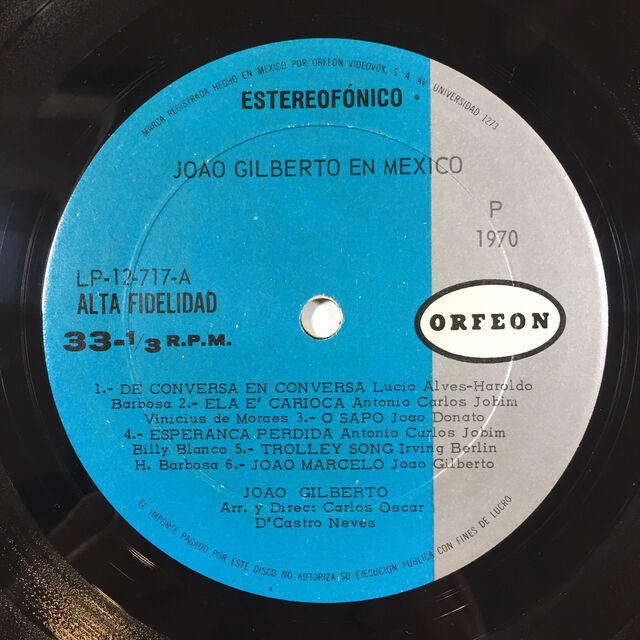 MARCA REGISTRADA HECHO EN MEXICO POR ORFEON VIDEOVOX, S. A. AV. UNIVERSIDAD 1273
ESTEREOFÓNICO
JOAO GILBERTO EN MEXICO
P
1970
LP-12-717-A
ALTA FIDELIDAD
33-1/3 R.P.M.
ORFEON
1.- DE CONVERSA EN CONVERSA Lucio Alves-Haroldo
Barbosa 2.- ELA E' CARIOCA Antonio Carlos Jobim
Vinicius de Moraes 3.- O SAPO Joao Donato
4.- ESPERANCA PERDIDA Antonio Carlos Jobim
Billy Blanco 5.- TROLLEY SONG Irving Berlin
H. Barbosa 6.- JOAO MARCELO Joao Gilberto
JOAO GILBERTO
Arr. y Direc: Carlos Oscar
D'Castro Neves
EL IMPORTE PAGADO POR ESTE DISCO NO AUTORIZA SU EJECUCION PUBLICA CON FINES DE LUCRO